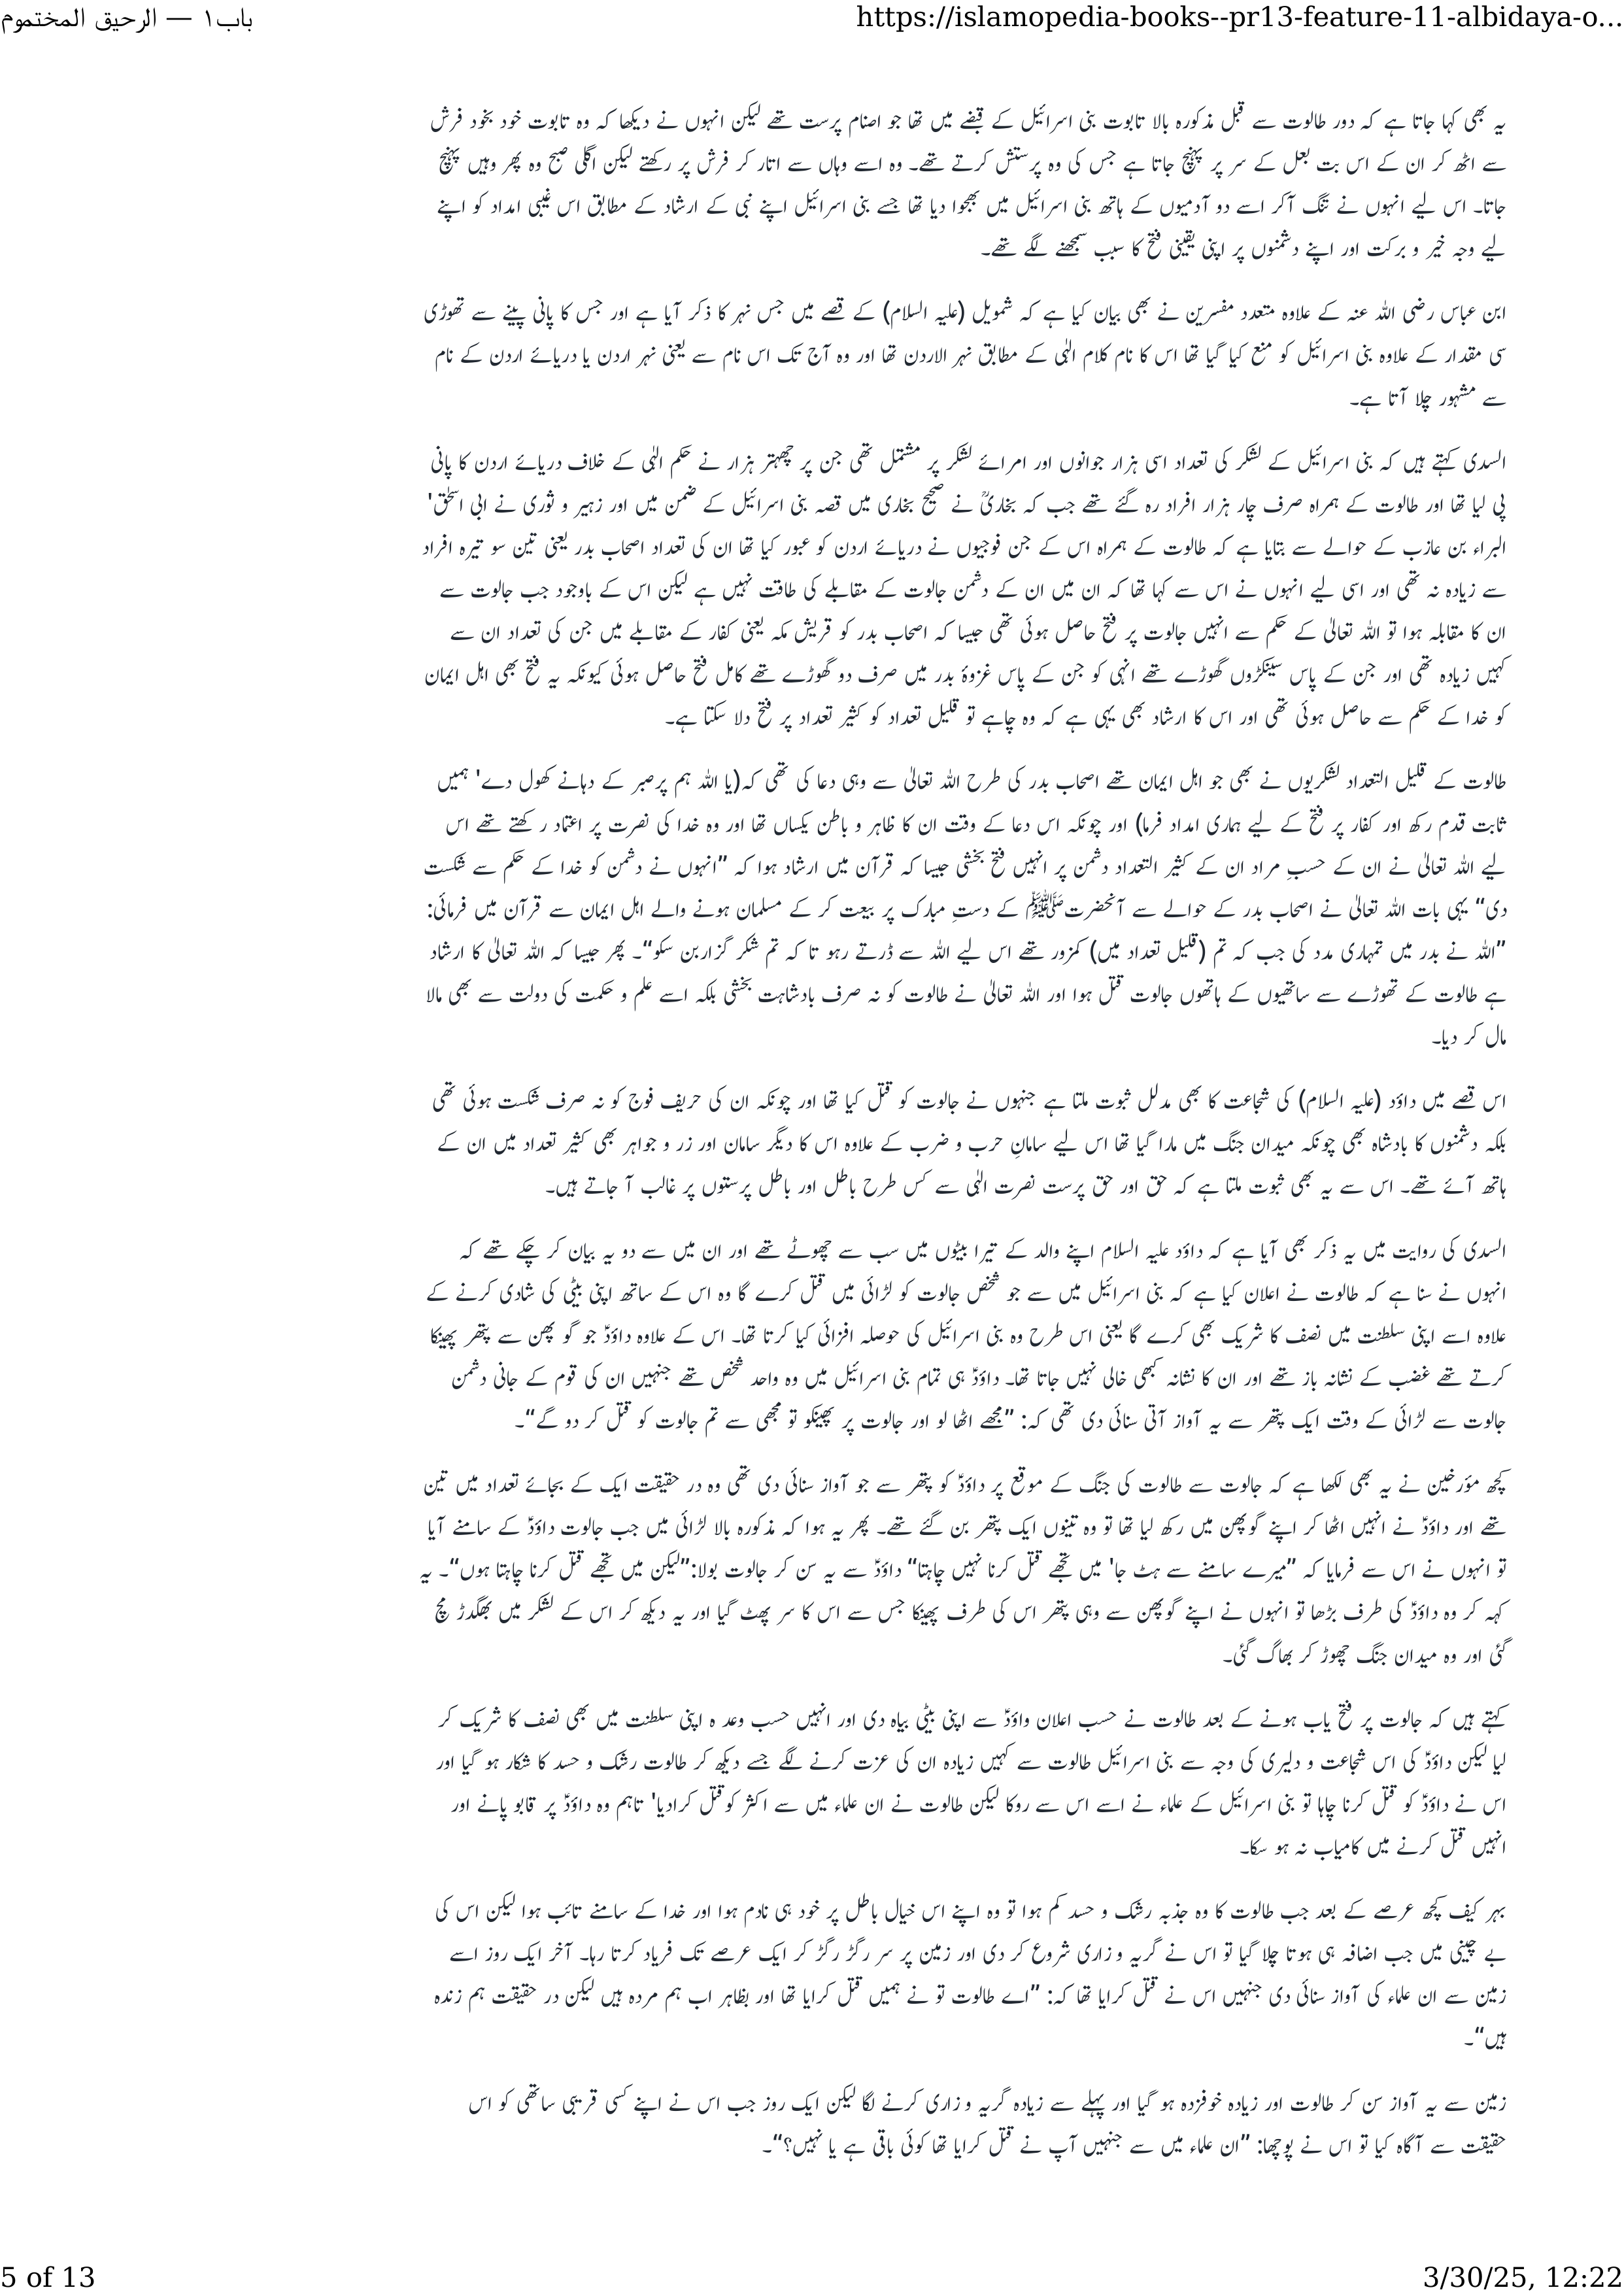 باب۱ — الرحیق المختموم
https://islamopedia-books--pr13-feature-11-albidaya-o...
یہ بھی کہا جاتا ہے کہ دور طالوت سے قبل مذکورہ بالا تابوت بنی اسرائیل کے قبضے میں تھا جو اصنام پرست تھے لیکن انہوں نے دیکھا کہ وہ تابوت خود بخود فرش
سے اٹھ کر ان کے اس بت بعل کے سر پر پہنچ جاتا ہے جس کی وہ پرستش کرتے تھے۔ وہ اسے وہاں سے اتار کر فرش پر رکھتے لیکن اگلی صبح وہ پھر وہیں پہنچ
جاتا۔ اس لیے انہوں نے تنگ آکر اسے دو آدمیوں کے ہاتھ بنی اسرائیل میں بھجوا دیا تھا جسے بنی اسرائیل اپنے نبی کے ارشاد کے مطابق اس غیبی امداد کو اپنے
لیے وجہ خیر و برکت اور اپنے دشمنوں پر اپنی یقینی فتح کا سبب سمجھنے لگے تھے۔
ابن عباس رضی اللہ عنہ کے علاوہ متعدد مفسرین نے بھی بیان کیا ہے کہ شمویل (علیہ السلام) کے قصے میں جس نہر کا ذکر آیا ہے اور جس کا پانی پینے سے تھوڑی
سی مقدار کے علاوہ بنی اسرائیل کو منع کیا گیا تھا اس کا نام کلام الہٰی کے مطابق نہر الاردن تھا اور وہ آج تک اس نام سے یعنی نہر اردن یا دریائے اردن کے نام
سے مشہور چلا آتا ہے۔
السدی کہتے ہیں کہ بنی اسرائیل کے لشکر کی تعداد اسی ہزار جوانوں اور امرائے لشکر پر مشتمل تھی جن پر چھہتر ہزار نے حکم الہٰی کے خلاف دریائے اردن کا پانی
پی لیا تھا اور طالوت کے ہمراہ صرف چار ہزار افراد رہ گئے تھے جب کہ بخاریؒ نے صحیح بخاری میں قصہ بنی اسرائیل کے ضمن میں اور زہیر و ثوری نے ابی اسحٰق'
البراء بن عازب کے حوالے سے بتایا ہے کہ طالوت کے ہمراہ اس کے جن فوجیوں نے دریائے اردن کو عبور کیا تھا ان کی تعداد اصحاب بدر یعنی تین سو تیرہ افراد
سے زیادہ نہ تھی اور اسی لیے انہوں نے اس سے کہا تھا کہ ان میں ان کے دشمن جالوت کے مقابلے کی طاقت نہیں ہے لیکن اس کے باوجود جب جالوت سے
ان کا مقابلہ ہوا تو اللہ تعالیٰ کے حکم سے انہیں جالوت پر فتح حاصل ہوئی تھی جیسا کہ اصحاب بدر کو قریش مکہ یعنی کفار کے مقابلے میں جن کی تعداد ان سے
کہیں زیادہ تھی اور جن کے پاس سینکڑوں گھوڑے تھے انہی کو جن کے پاس غزوۂ بدر میں صرف دو گھوڑے تھے کامل فتح حاصل ہوئی کیونکہ یہ فتح بھی اہل ایمان
کو خدا کے حکم سے حاصل ہوئی تھی اور اس کا ارشاد بھی یہی ہے کہ وہ چاہے تو قلیل تعداد کو کثیر تعداد پر فتح دلا سکتا ہے۔
طالوت کے قلیل التعداد لشکریوں نے بھی جو اہل ایمان تھے اصحاب بدر کی طرح اللہ تعالیٰ سے وہی دعا کی تھی کہ(یا اللہ ہم پرصبر کے دہانے کھول دے' ہمیں
ثابت قدم رکھ اور کفار پر فتح کے لیے ہماری امداد فرما) اور چونکہ اس دعا کے وقت ان کا ظاہر و باطن یکساں تھا اور وہ خدا کی نصرت پر اعتماد رکھتے تھے اس
لیے اللہ تعالیٰ نے ان کے حسبِ مراد ان کے کثیر التعداد دشمن پر انہیں فتح بخشی جیسا کہ قرآن میں ارشاد ہوا کہ ’’انہوں نے دشمن کو خدا کے حکم سے شکست
دی‘‘ یہی بات اللہ تعالیٰ نے اصحاب بدر کے حوالے سے آنحضرتﷺ کے دستِ مبارک پر بیعت کر کے مسلمان ہونے والے اہل ایمان سے قرآن میں فرمائی:
’’اللہ نے بدر میں تمہاری مدد کی جب کہ تم (قلیل تعداد میں) کمزور تھے اس لیے اللہ سے ڈرتے رہو تا کہ تم شکر گزاربن سکو‘‘۔ پھر جیسا کہ اللہ تعالیٰ کا ارشاد
ہے طالوت کے تھوڑے سے ساتھیوں کے ہاتھوں جالوت قتل ہوا اور اللہ تعالیٰ نے طالوت کو نہ صرف بادشاہت بخشی بلکہ اسے علم و حکمت کی دولت سے بھی مالا
مال کر دیا۔
اس قصے میں داؤد (علیہ السلام) کی شجاعت کا بھی مدلل ثبوت ملتا ہے جنہوں نے جالوت کو قتل کیا تھا اور چونکہ ان کی حریف فوج کو نہ صرف شکست ہوئی تھی
بلکہ دشمنوں کا بادشاہ بھی چونکہ میدان جنگ میں مارا گیا تھا اس لیے سامانِ حرب و ضرب کے علاوہ اس کا دیگر سامان اور زر و جواہر بھی کثیر تعداد میں ان کے
ہاتھ آئے تھے۔ اس سے یہ بھی ثبوت ملتا ہے کہ حق اور حق پرست نصرت الہٰی سے کس طرح باطل اور باطل پرستوں پر غالب آ جاتے ہیں۔
السدی کی روایت میں یہ ذکر بھی آیا ہے کہ داؤد علیہ السلام اپنے والد کے تیرا بیٹوں میں سب سے چھوٹے تھے اور ان میں سے دو یہ بیان کر چکے تھے کہ
انہوں نے سنا ہے کہ طالوت نے اعلان کیا ہے کہ بنی اسرائیل میں سے جو شخص جالوت کو لڑائی میں قتل کرے گا وہ اس کے ساتھ اپنی بیٹی کی شادی کرنے کے
علاوہ اسے اپنی سلطنت میں نصف کا شریک بھی کرے گا یعنی اس طرح وہ بنی اسرائیل کی حوصلہ افزائی کیا کرتا تھا۔ اس کے علاوہ داؤدؑ جو گو پھن سے پتھر پھینکا
کرتے تھے غضب کے نشانہ باز تھے اور ان کا نشانہ کبھی خالی نہیں جاتا تھا۔ داؤدؑ ہی تمام بنی اسرائیل میں وہ واحد شخص تھے جنہیں ان کی قوم کے جانی دشمن
جالوت سے لڑائی کے وقت ایک پتھر سے یہ آواز آتی سنائی دی تھی کہ: ’’مجھے اٹھا لو اور جالوت پر پھینکو تو مجھی سے تم جالوت کو قتل کر دو گے‘‘۔
کچھ مؤرخین نے یہ بھی لکھا ہے کہ جالوت سے طالوت کی جنگ کے موقع پر داؤدؑ کو پتھر سے جو آواز سنائی دی تھی وہ در حقیقت ایک کے بجائے تعداد میں تین
تھے اور داؤدؑ نے انہیں اٹھا کر اپنے گوپھن میں رکھ لیا تھا تو وہ تینوں ایک پتھر بن گئے تھے۔ پھر یہ ہوا کہ مذکورہ بالا لڑائی میں جب جالوت داؤدؑ کے سامنے آیا
تو انہوں نے اس سے فرمایا کہ ’’میرے سامنے سے ہٹ جا' میں تجھے قتل کرنا نہیں چاہتا‘‘ داؤدؑ سے یہ سن کر جالوت بولا:’’لیکن میں تجھے قتل کرنا چاہتا ہوں‘‘۔ یہ
کہہ کر وہ داؤدؑ کی طرف بڑھا تو انہوں نے اپنے گوپھن سے وہی پتھر اس کی طرف پھینکا جس سے اس کا سر پھٹ گیا اور یہ دیکھ کر اس کے لشکر میں بھگدڑ مچ
گئی اور وہ میدان جنگ چھوڑ کر بھاگ گئی۔
کہتے ہیں کہ جالوت پر فتح یاب ہونے کے بعد طالوت نے حسب اعلان واؤدؑ سے اپنی بیٹی بیاہ دی اور انہیں حسب وعد ہ اپنی سلطنت میں بھی نصف کا شریک کر
لیا لیکن داؤدؑ کی اس شجاعت و دلیری کی وجہ سے بنی اسرائیل طالوت سے کہیں زیادہ ان کی عزت کرنے لگے جسے دیکھ کر طالوت رشک و حسد کا شکار ہو گیا اور
اس نے داؤدؑ کو قتل کرنا چاہا تو بنی اسرائیل کے علماء نے اسے اس سے روکا لیکن طالوت نے ان علماء میں سے اکثر کوقتل کرادیا' تاہم وہ داؤدؑ پر قابو پانے اور
انہیں قتل کرنے میں کامیاب نہ ہو سکا۔
بہر کیف کچھ عرصے کے بعد جب طالوت کا وہ جذبہ رشک و حسد کم ہوا تو وہ اپنے اس خیال باطل پر خود ہی نادم ہوا اور خدا کے سامنے تائب ہوا لیکن اس کی
بے چینی میں جب اضافہ ہی ہوتا چلا گیا تو اس نے گریہ و زاری شروع کر دی اور زمین پر سر رگڑ رگڑ کر ایک عرصے تک فریاد کرتا رہا۔ آخر ایک روز اسے
زمین سے ان علماء کی آواز سنائی دی جنہیں اس نے قتل کرایا تھا کہ: ’’اے طالوت تو نے ہمیں قتل کرایا تھا اور بظاہر اب ہم مردہ ہیں لیکن در حقیقت ہم زندہ
ہیں‘‘۔
زمین سے یہ آواز سن کر طالوت اور زیادہ خوفزدہ ہو گیا اور پہلے سے زیادہ گریہ و زاری کرنے لگا لیکن ایک روز جب اس نے اپنے کسی قریبی ساتھی کو اس
حقیقت سے آگاہ کیا تو اس نے پوچھا: ’’ان علماء میں سے جنہیں آپ نے قتل کرایا تھا کوئی باقی ہے یا نہیں؟‘‘۔
5 of 13
3/30/25, 12:22